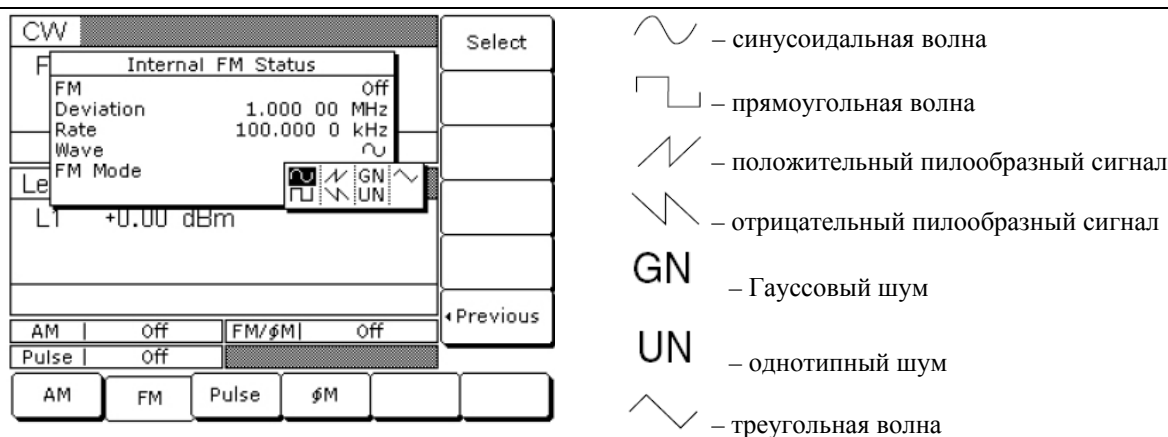 CW
Select
F
Internal FM Status
FM Off
Deviation 1.000 00 MHz
Rate 100.000 0 kHz
Wave
FM Mode
GN
UN
Le
L1 +0.00 dBm
◂Previous
AM | Off FM/ϕM| Off
Pulse | Off
AM FM Pulse ϕM
– синусоидальная волна
– прямоугольная волна
– положительный пилообразный сигнал
– отрицательный пилообразный сигнал
GN – Гауссовый шум
UN – однотипный шум
– треугольная волна